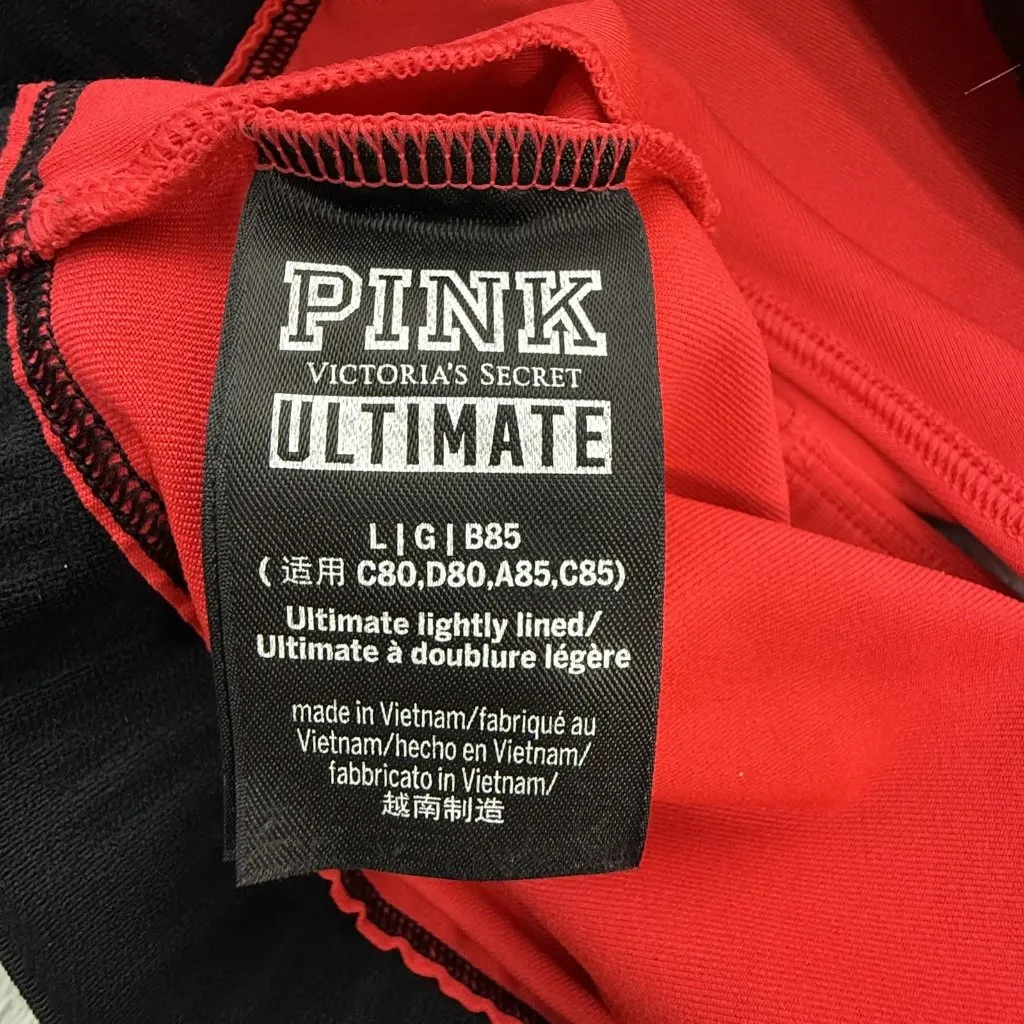 PINK
VICTORIA'S SECRET
ULTIMATE
L | G | B85
( 适用 C80,D80,A85,C85)
Ultimate lightly lined/
Ultimate à doublure légère
made in Vietnam/fabriqué au
Vietnam/hecho en Vietnam/
fabbricato in Vietnam/
越南制造